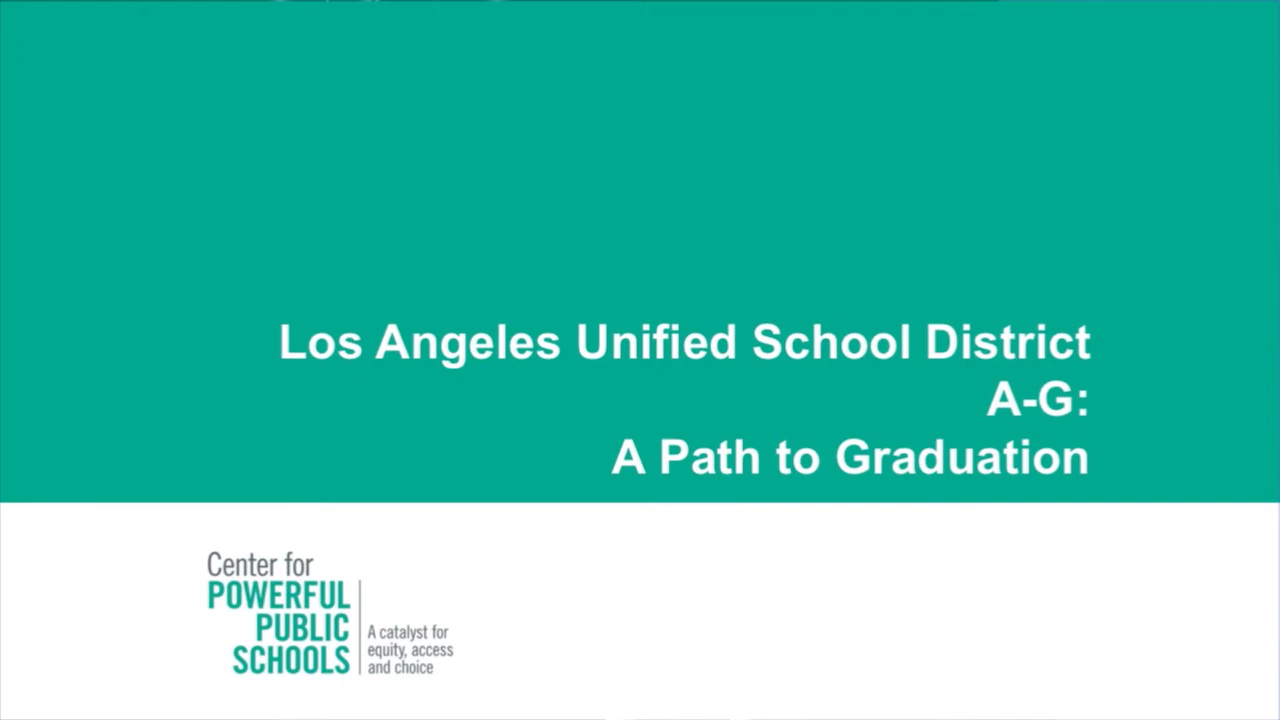 Los Angeles Unified School District
A-G:
A Path to Graduation
Center for
POWERFUL
PUBLIC
SCHOOLS
A catalyst for
equity, access
and choice